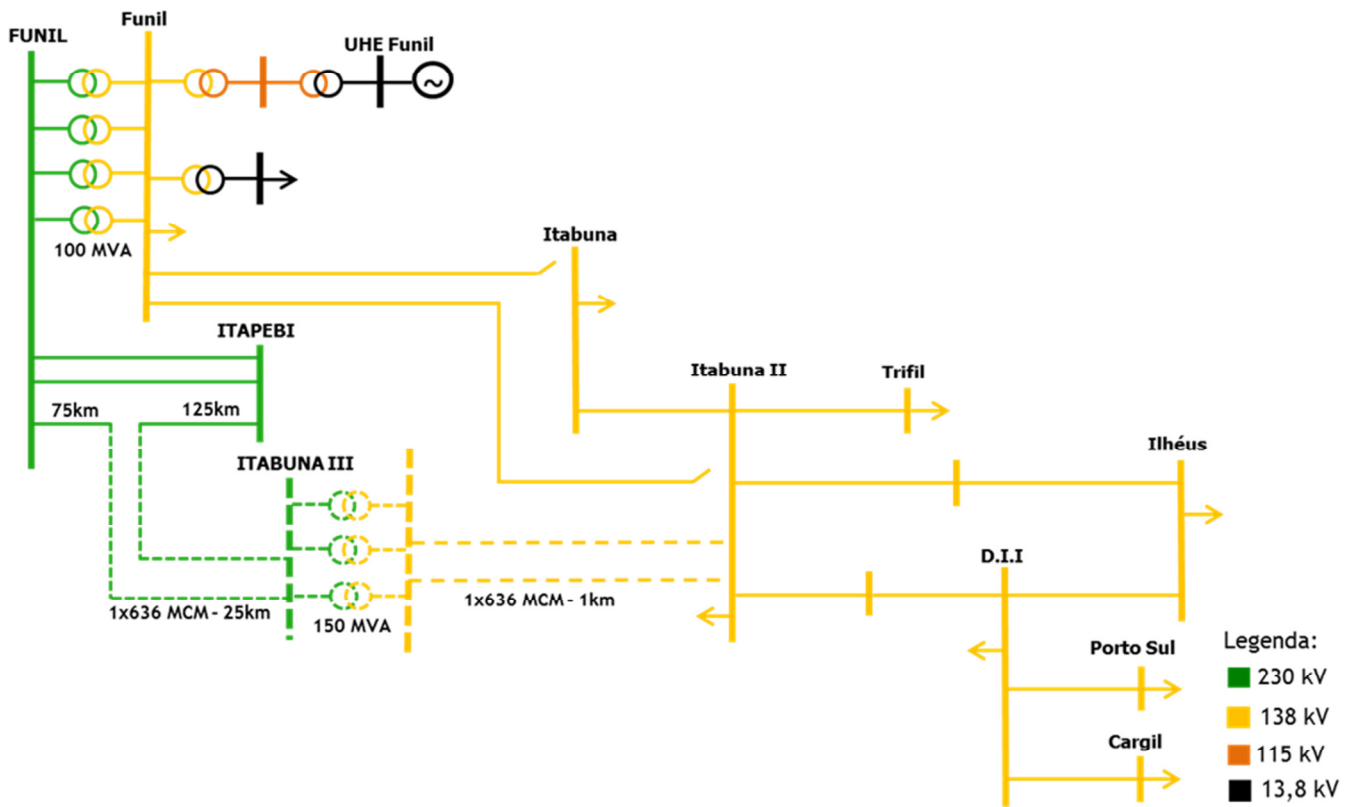 Funil
FUNIL
UHE Funil
~
100 MVA
Itabuna
ITAPEBI
Itabuna II
Trifil
75km
125km
Ilhéus
ITABUNA III
D.I.I
1x636 MCM - 25km
150 MVA
1x636 MCM - 1km
Porto Sul
Cargil
Legenda:
230 kV
138 kV
115 kV
13,8 kV